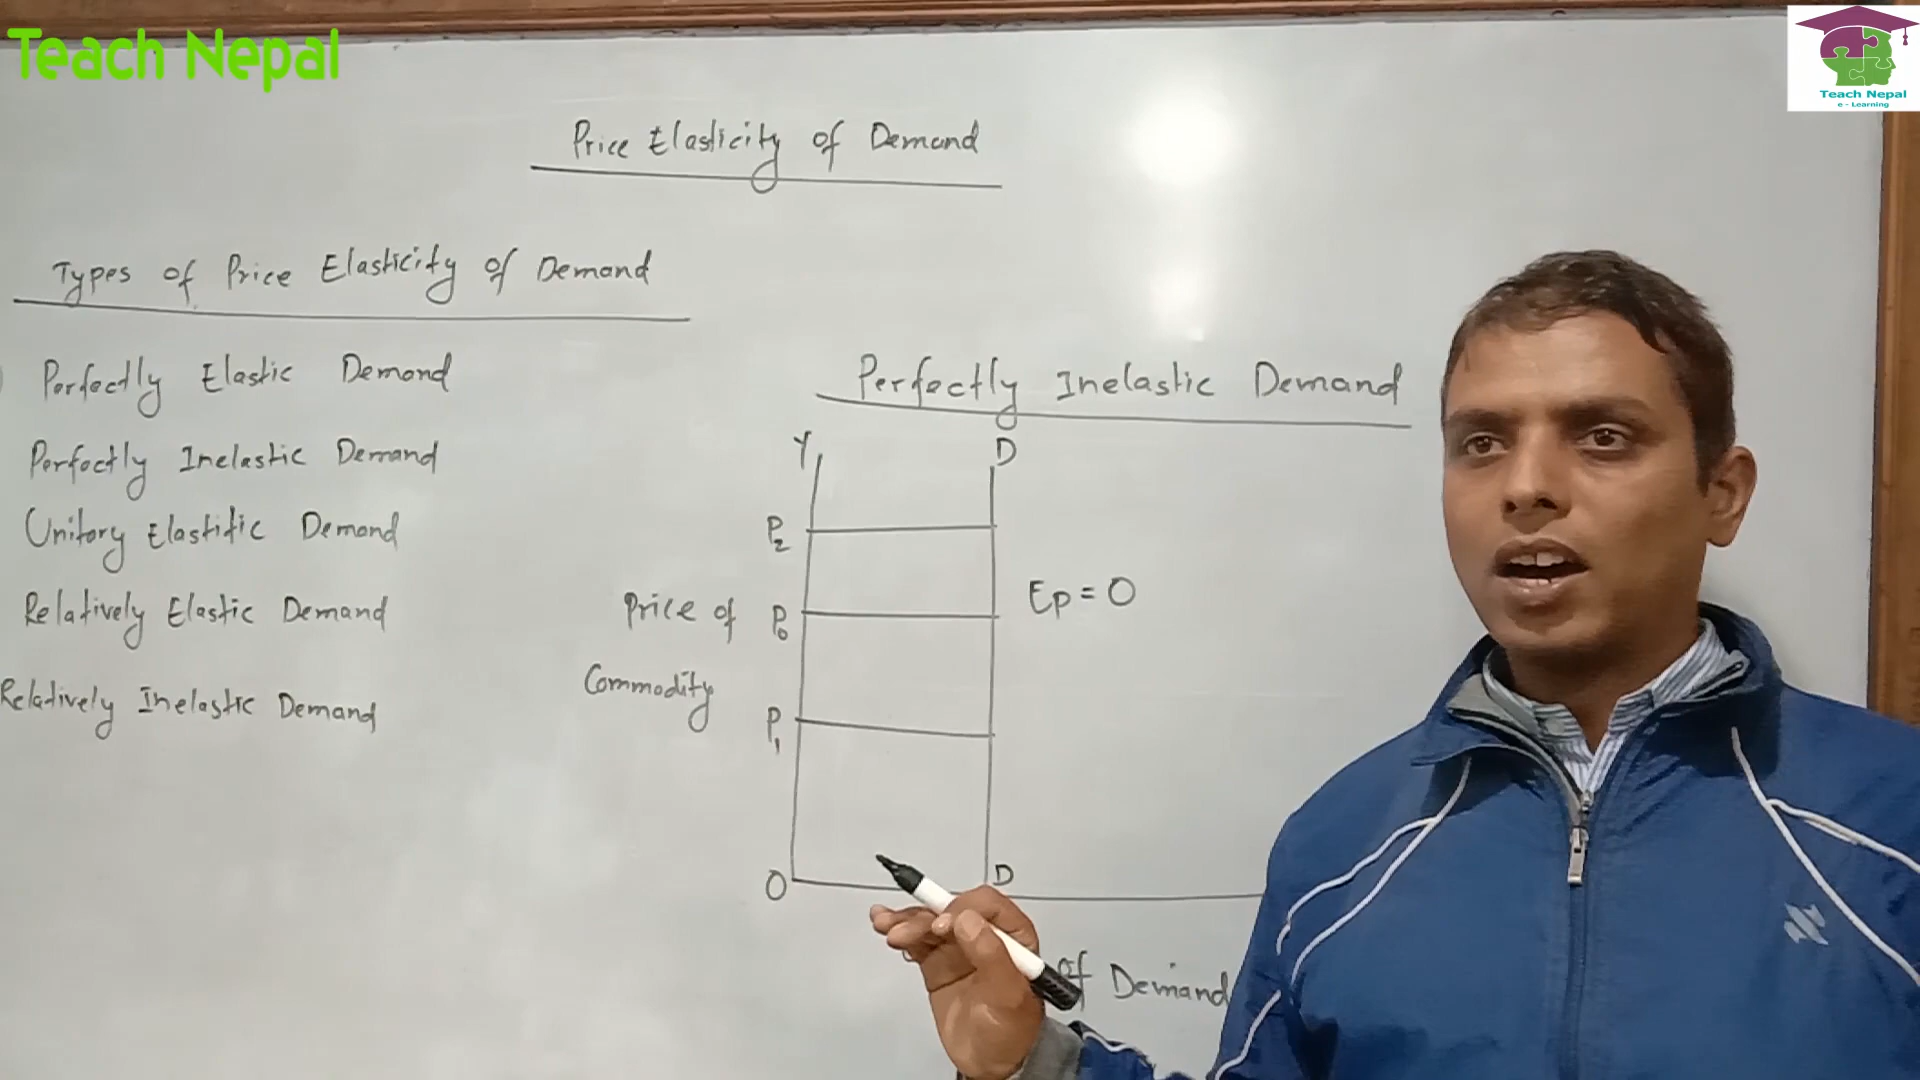 Teach Nepal
Teach Nepal
e - Learning
Price Elasticity of Demand
Types of Price Elasticity of Demand
Perfectly Elastic Demand
Perfectly Inelastic Demand
Unitary Elastitic Demand
Relatively Elastic Demand
Relatively Inelastic Demand
Perfectly Inelastic Demand
Y
D
P2
Ep = 0
Price of
Commodity
P0
P1
O
D
of Demand